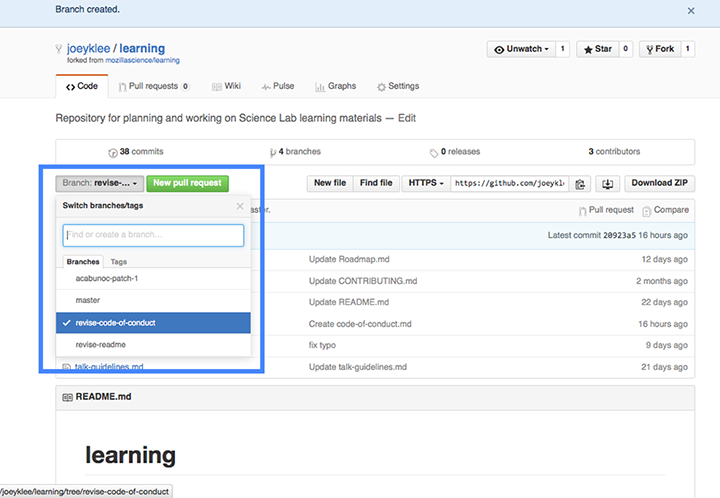 Branch created.
joeyklee / learning
forked from mozillascience/learning
Unwatch 1
Star 0
Fork 1
Code
Pull requests 0
Wiki
Pulse
Graphs
Settings
Repository for planning and working on Science Lab learning materials — Edit
38 commits
4 branches
0 releases
3 contributors
Branch: revise-...
New pull request
New file
Find file
HTTPS
https://github.com/joeykle
Download ZIP
Switch branches/tags
Find or create a branch...
Branches
Tags
acabunoc-patch-1
master
revise-code-of-conduct
revise-readme
ster.
Pull request
Compare
Latest commit 20923a5 16 hours ago
Update Roadmap.md 12 days ago
Update CONTRIBUTING.md 2 months ago
Update README.md 22 days ago
Create code-of-conduct.md 16 hours ago
fix typo 9 days ago
talk-guidelines.md Update talk-guidelines.md 21 days ago
README.md
learning
/joeyklee/learning/tree/revise-code-of-conduct